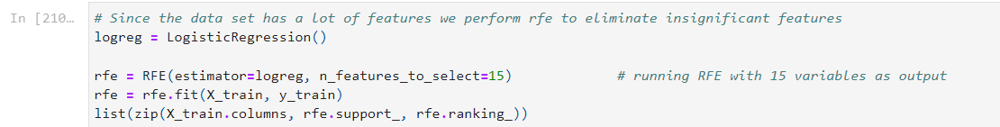 In [210… # Since the data set has a lot of features we perform rfe to eliminate insignificant features
logreg = LogisticRegression()
rfe = RFE(estimator=logreg, n_features_to_select=15) # running RFE with 15 variables as output
rfe = rfe.fit(X_train, y_train)
list(zip(X_train.columns, rfe.support_, rfe.ranking_))